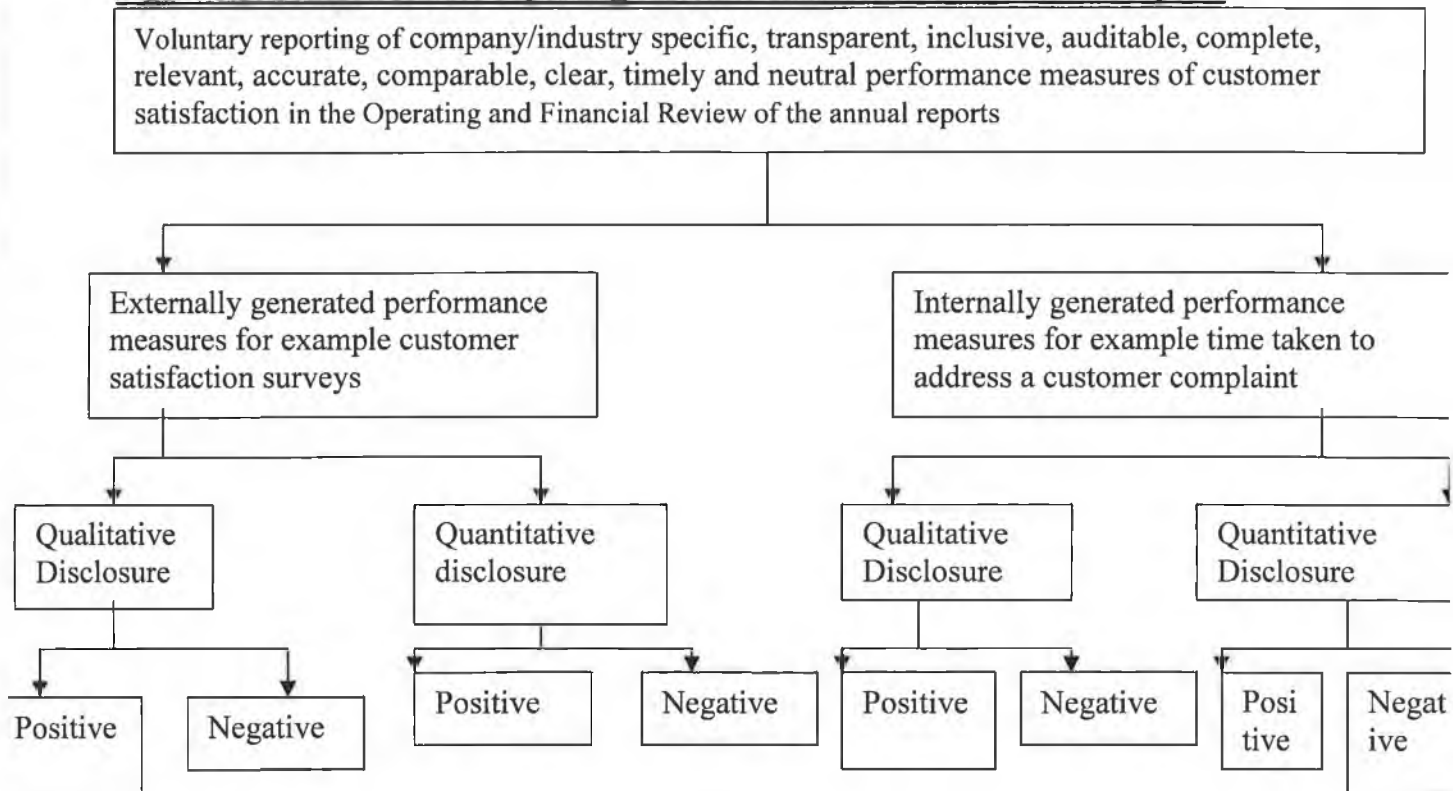 Voluntary reporting of company/industry specific, transparent, inclusive, auditable, complete,
relevant, accurate, comparable, clear, timely and neutral performance measures of customer
satisfaction in the Operating and Financial Review of the annual reports
Externally generated performance
measures for example customer
satisfaction surveys
Internally generated performance
measures for example time taken to
address a customer complaint
Qualitative
Disclosure
Quantitative
disclosure
Qualitative
Disclosure
Quantitative
Disclosure
Positive
Negative
Positive
Negative
Positive
Negative
Posi
tive
Negat
ive